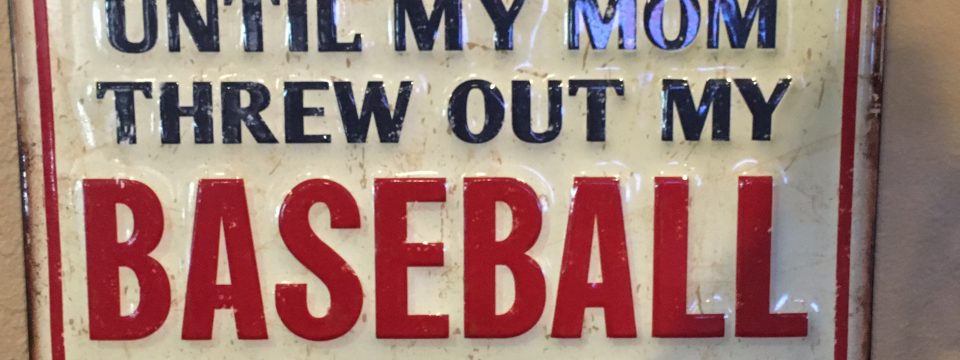 UNTIL MY MOM
THREW OUT MY
BASEBALL